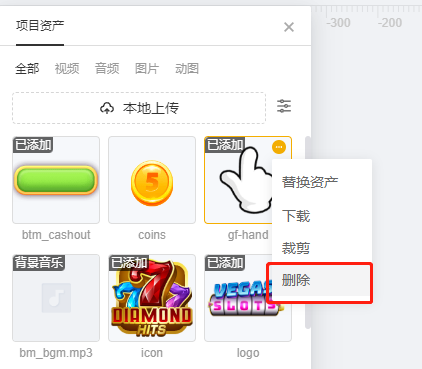 项目资产
-300 -200
全部 视频 音频 图片 动图
本地上传
已添加 已添加
5
btm_cashout coins gf-hand
替换资产
下载
裁剪
删除
背景音乐 已添加 已添加
777
DIAMOND
HITS
VEGAS
SLOTS
bm_bgm.mp3 icon logo